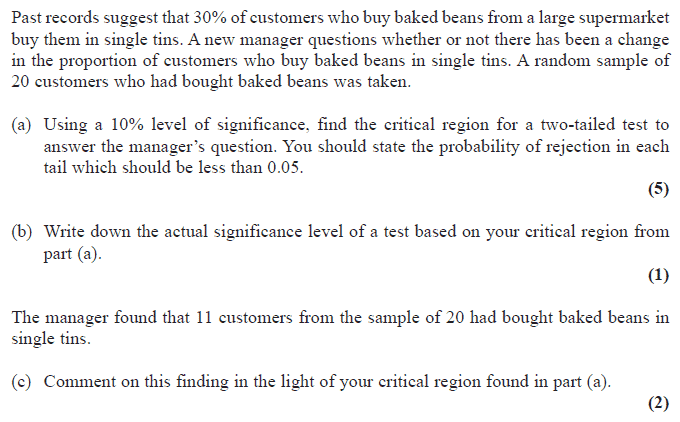 Past records suggest that 30% of customers who buy baked beans from a large supermarket
buy them in single tins. A new manager questions whether or not there has been a change
in the proportion of customers who buy baked beans in single tins. A random sample of
20 customers who had bought baked beans was taken.
(a) Using a 10% level of significance, find the critical region for a two-tailed test to
answer the manager's question. You should state the probability of rejection in each
tail which should be less than 0.05.
(5)
(b) Write down the actual significance level of a test based on your critical region from
part (a).
(1)
The manager found that 11 customers from the sample of 20 had bought baked beans in
single tins.
(c) Comment on this finding in the light of your critical region found in part (a).
(2)